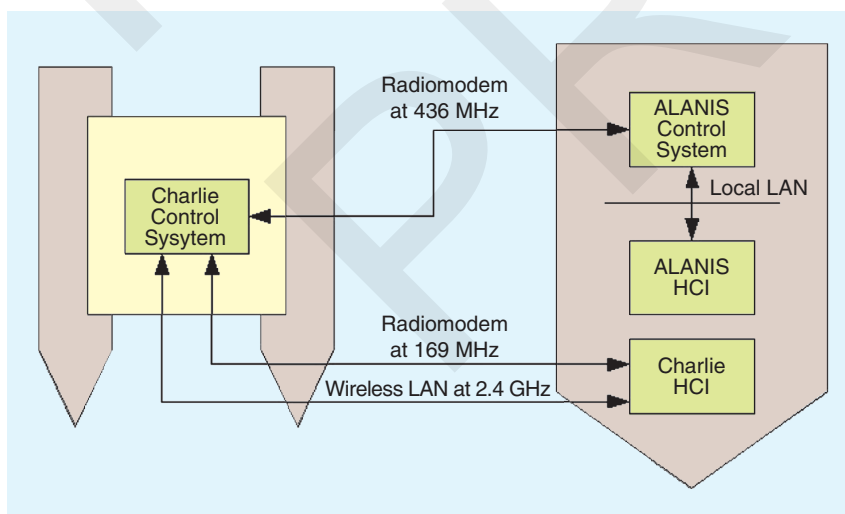 Radiomodem
at 436 MHz
ALANIS
Control
System
Local LAN
Charlie
Control
Sysytem
ALANIS
HCI
Radiomodem
at 169 MHz
Charlie
HCI
Wireless LAN at 2.4 GHz